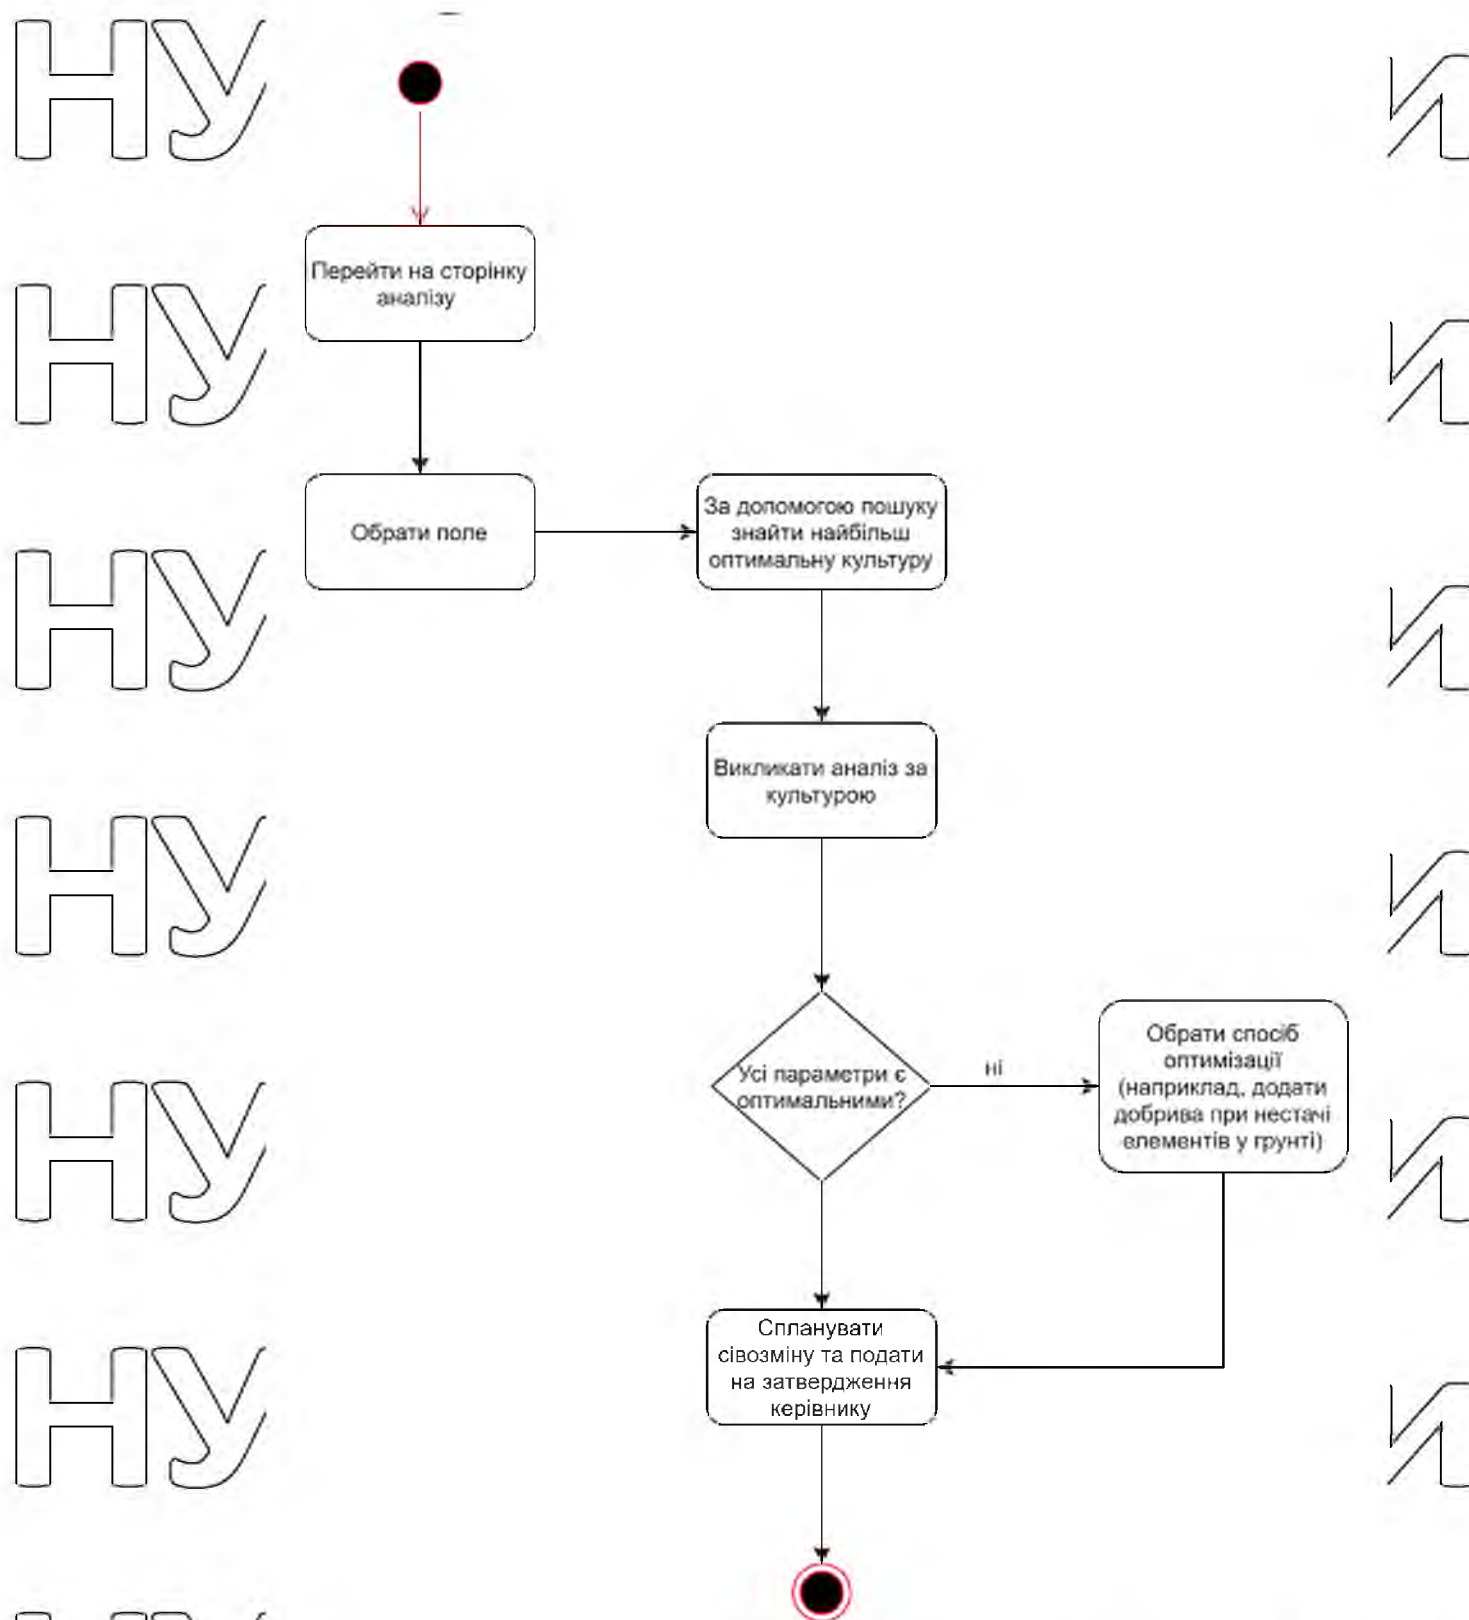 НУ
Перейти на сторінку
аналізу
НУ
Обрати поле
За допомогою пошуку
знайти найбільш
оптимальну культуру
НУ
Викликати аналіз за
культурою
НУ
Усі параметри є
оптимальними?
ні
Обрати спосіб
оптимізації
(наприклад, додати
добрива при нестачі
елементів у грунті)
НУ
Спланувати
сівозміну та подати
на затвердження
керівнику
НУ